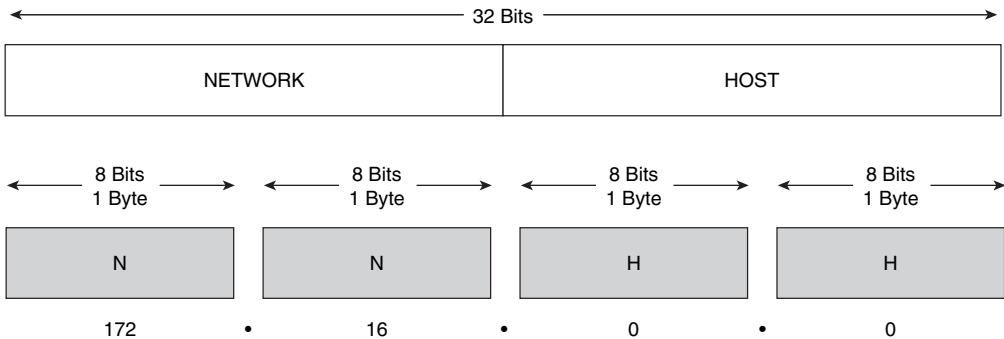 32 Bits
NETWORK HOST
8 Bits 8 Bits 8 Bits 8 Bits
1 Byte 1 Byte 1 Byte 1 Byte
N N H H
172 • 16 • 0 • 0